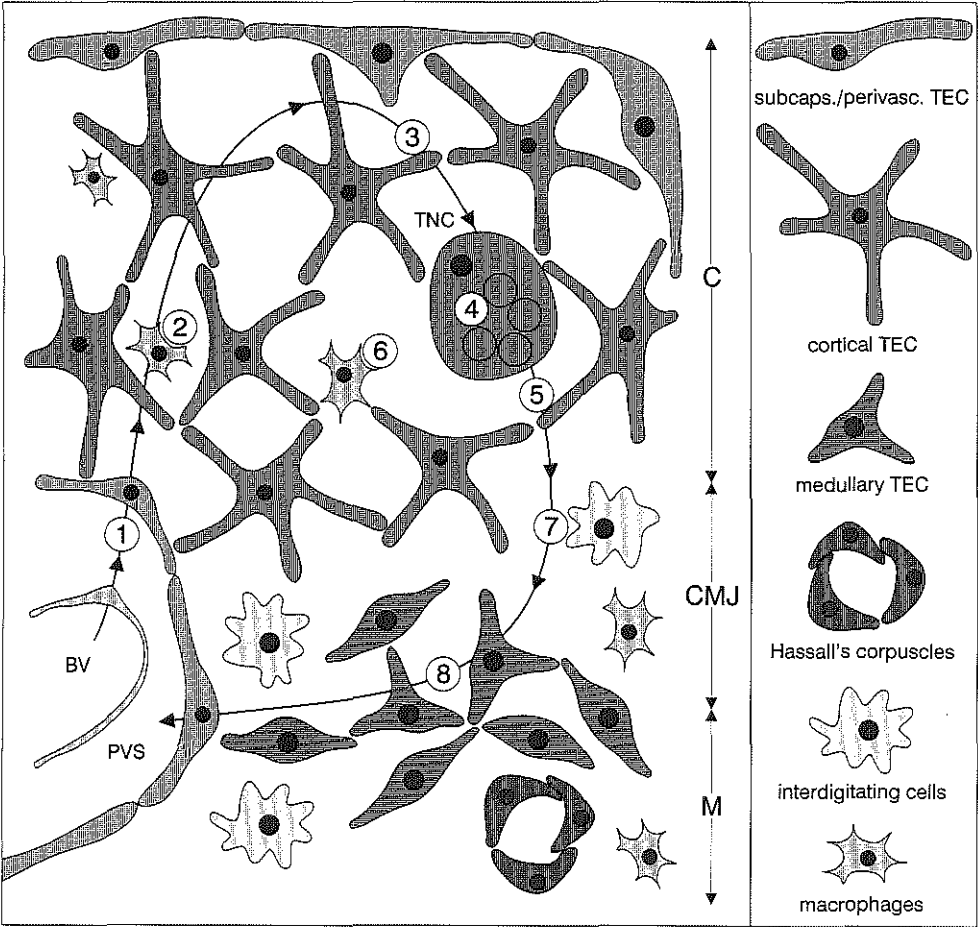 3
TNC
4
2
6
5
1
7
8
BV
PVS
C
CMJ
M
subcaps./perivasc. TEC
cortical TEC
medullary TEC
Hassall's corpuscles
interdigitating cells
macrophages